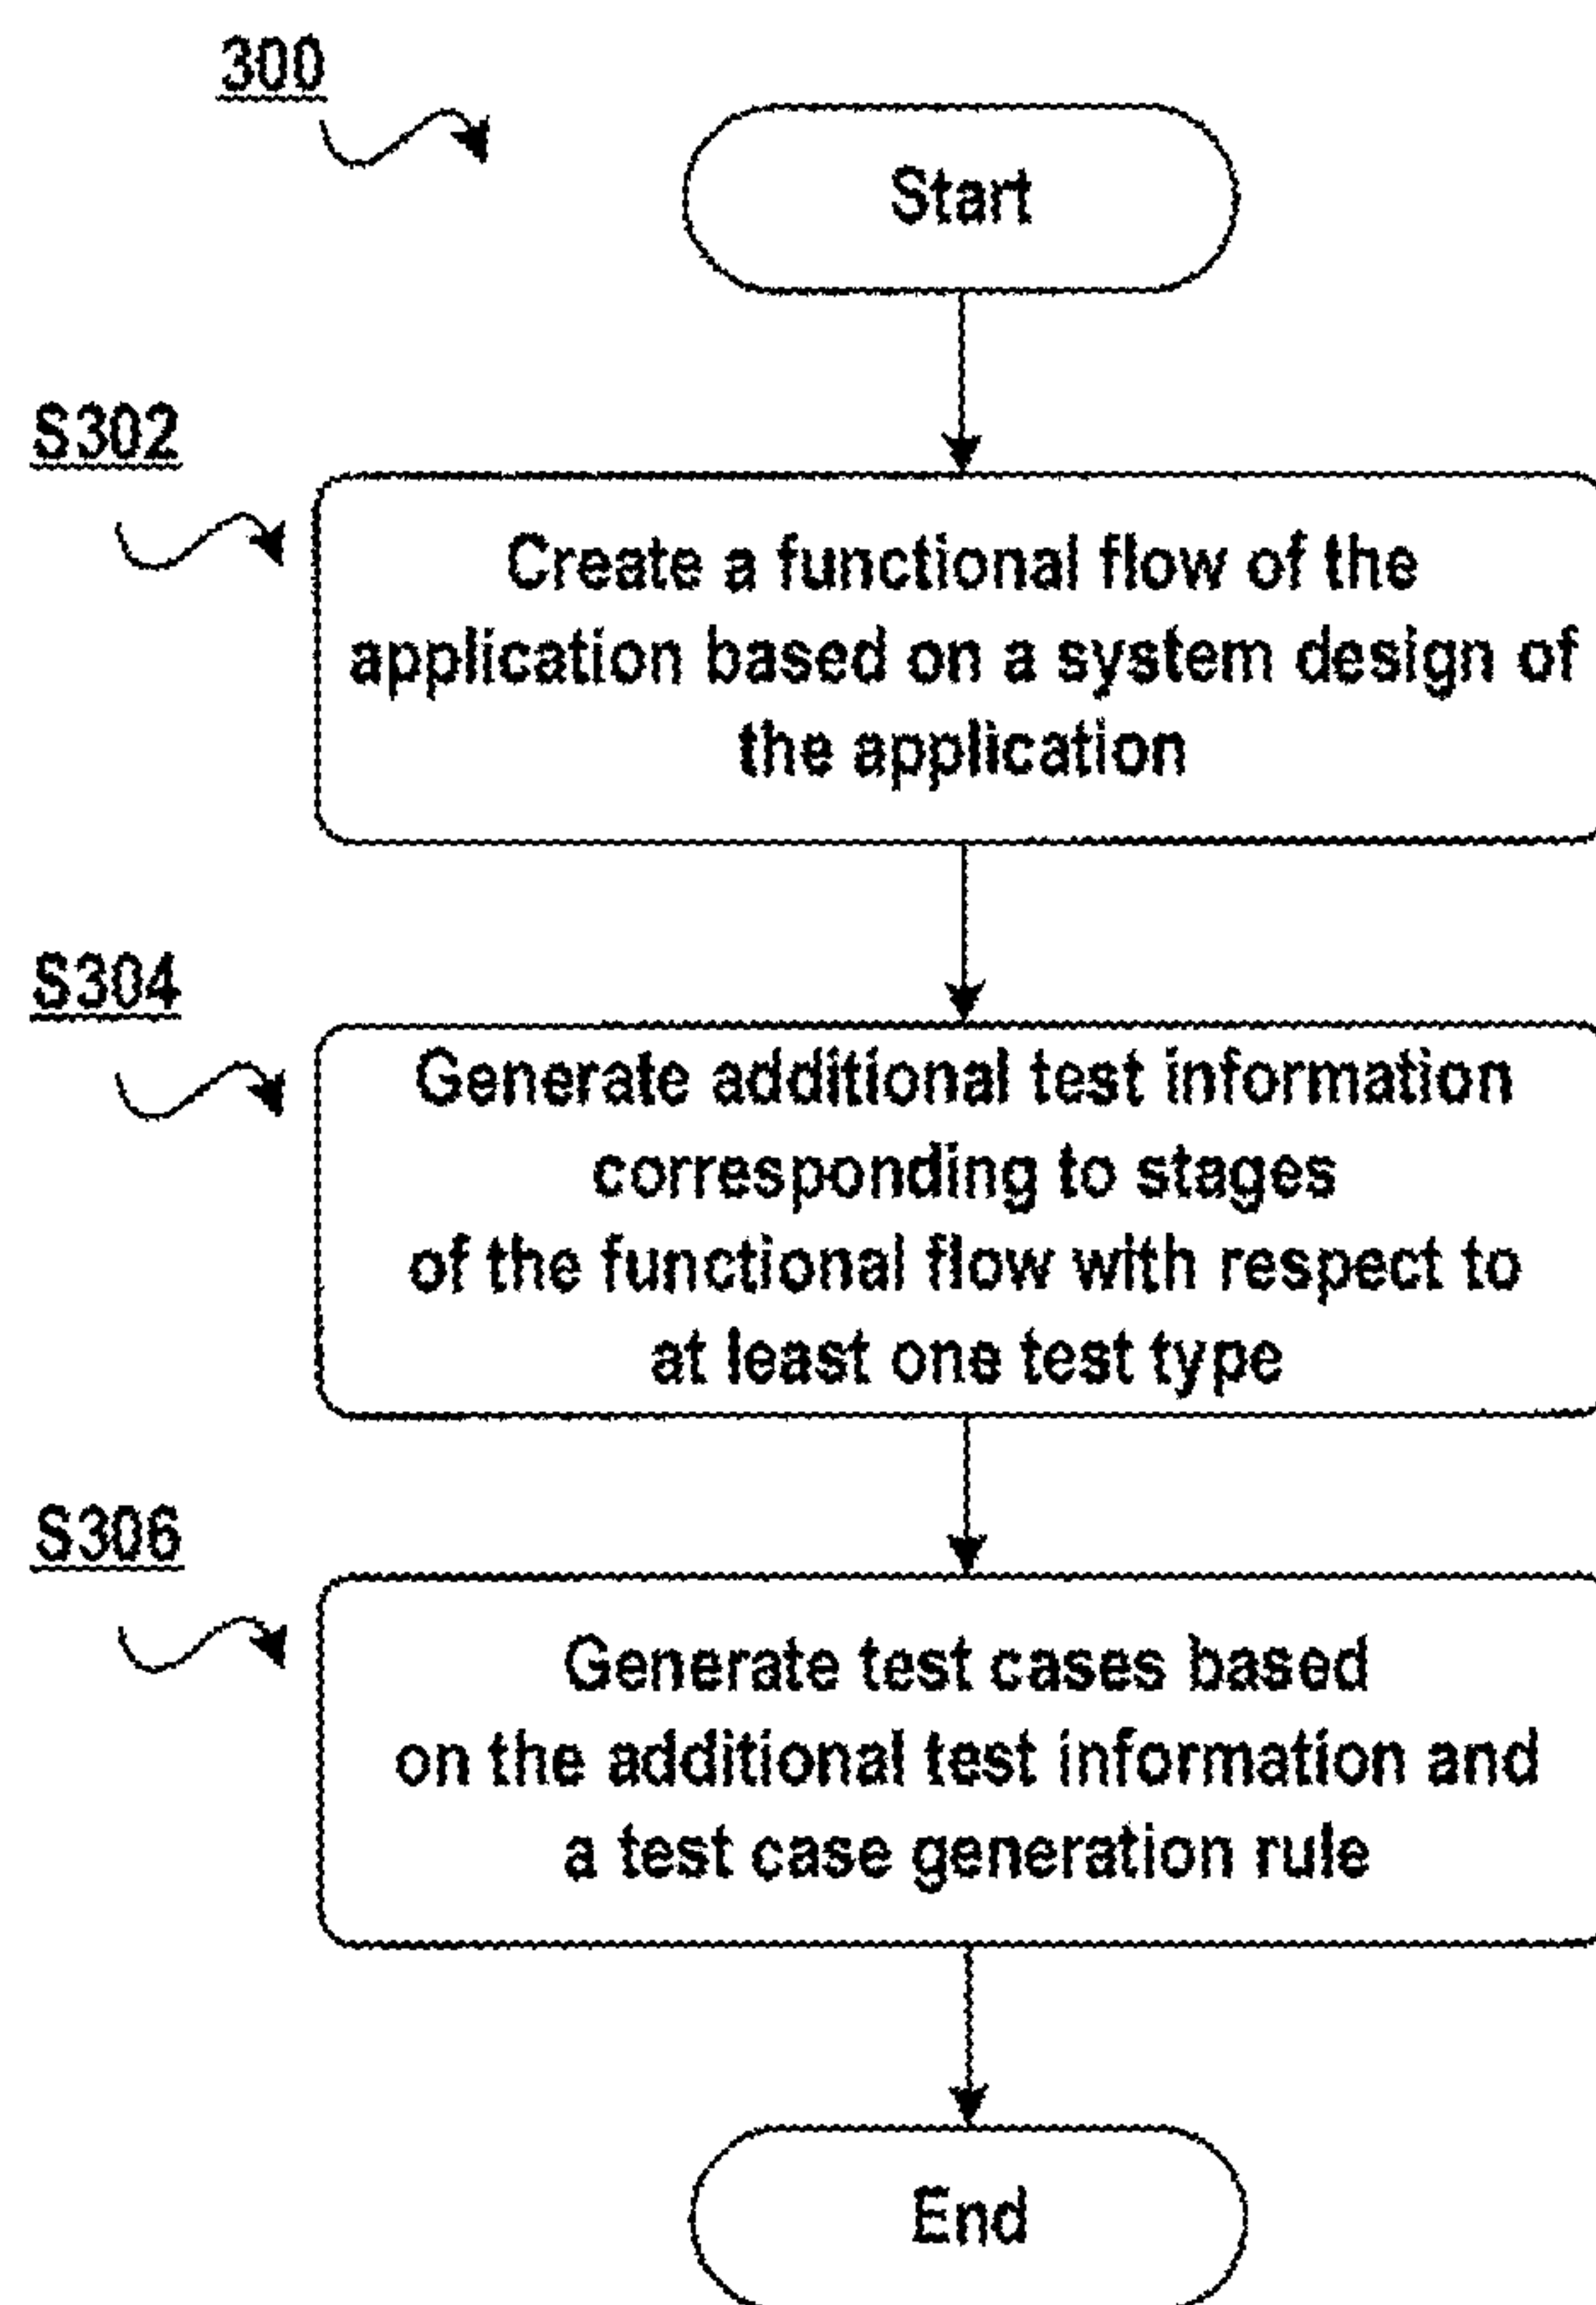 300
Start
S302
Create a functional flow of the
application based on a system design of
the application
S304
Generate additional test information
corresponding to stages
of the functional flow with respect to
at least one test type
S306
Generate test cases based
on the additional test information and
a test case generation rule
End